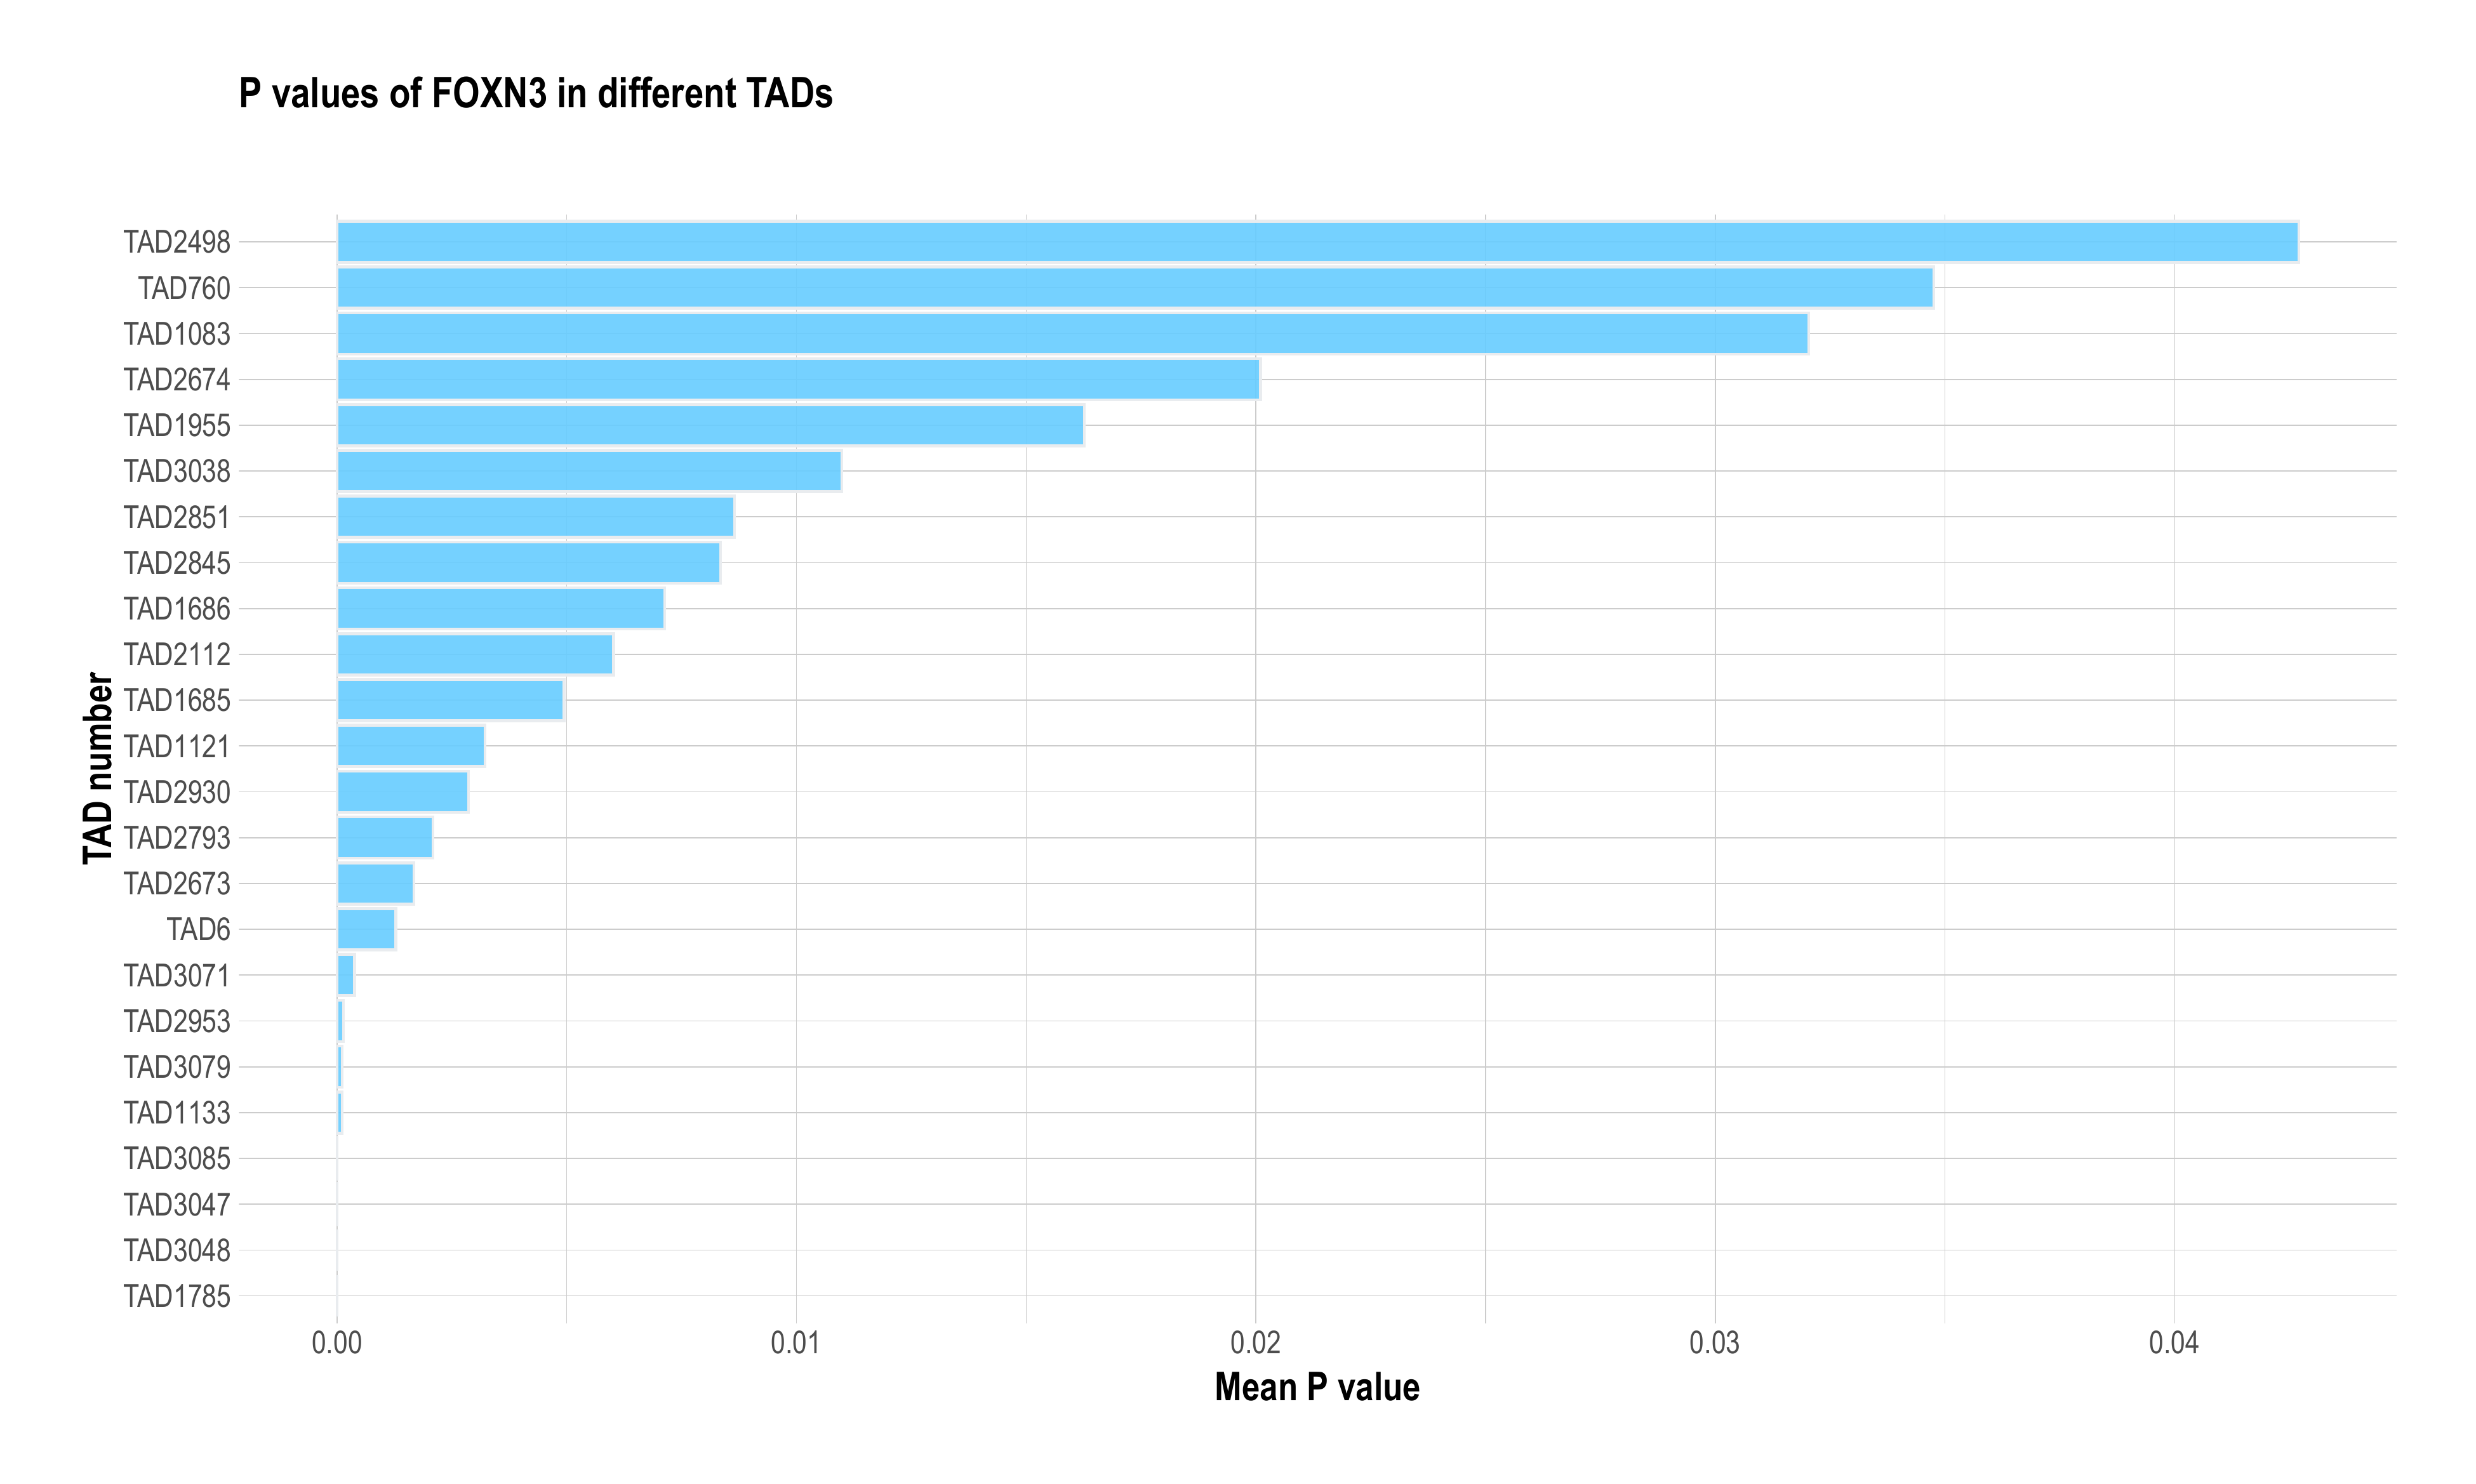 P values of FOXN3 in different TADs
TAD number
TAD2498
TAD760
TAD1083
TAD2674
TAD1955
TAD3038
TAD2851
TAD2845
TAD1686
TAD2112
TAD1685
TAD1121
TAD2930
TAD2793
TAD2673
TAD6
TAD3071
TAD2953
TAD3079
TAD1133
TAD3085
TAD3047
TAD3048
TAD1785
0.00 0.01 0.02 0.03 0.04
Mean P value